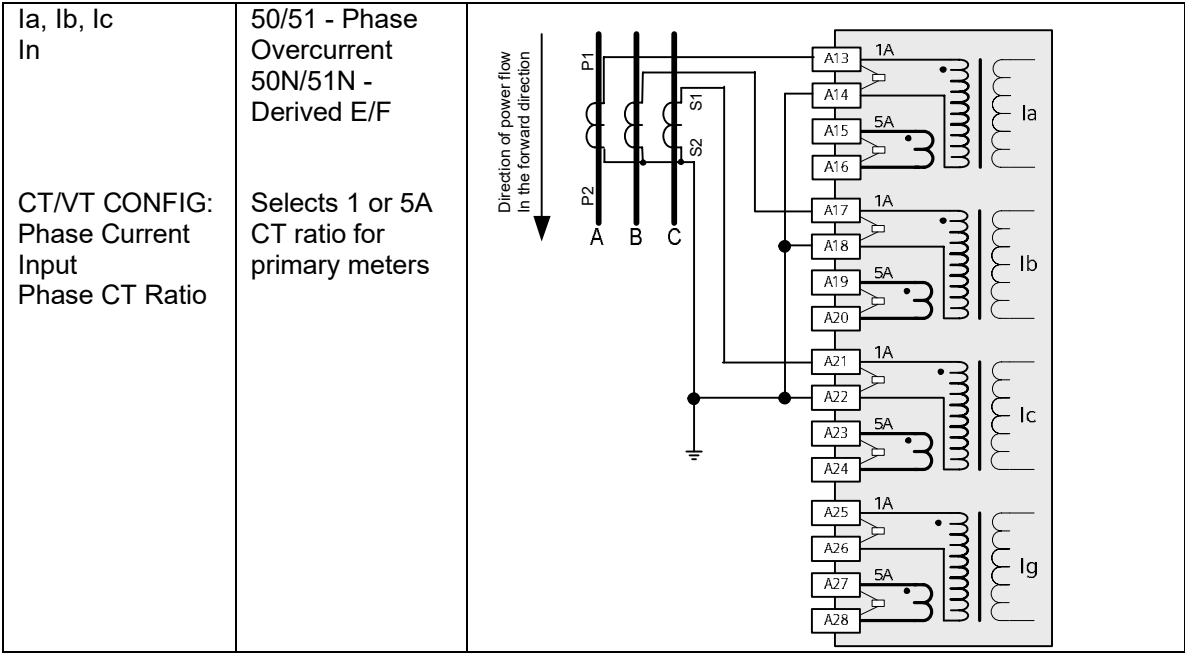 Ia, Ib, Ic
In
CT/VT CONFIG:
Phase Current
Input
Phase CT Ratio
50/51 - Phase
Overcurrent
50N/51N -
Derived E/F
Selects 1 or 5A
CT ratio for
primary meters
Direction of power flow
In the forward direction
P1
S1
S2
P2
A B C
A13
1A
A14
Ia
A15
5A
A16
A17
1A
A18
Ib
A19
5A
A20
A21
1A
A22
Ic
A23
5A
A24
A25
1A
A26
Ig
A27
5A
A28